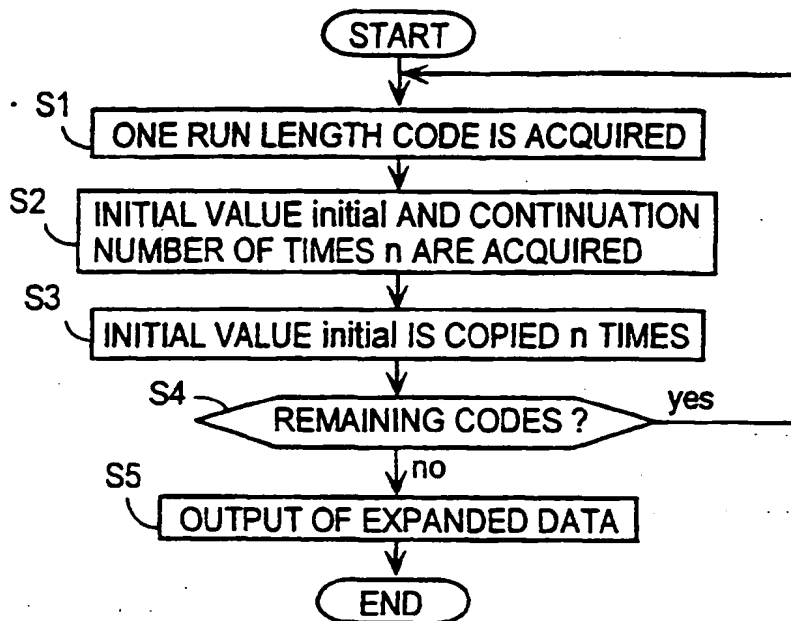 START
S1
ONE RUN LENGTH CODE IS ACQUIRED
S2
INITIAL VALUE initial AND CONTINUATION
NUMBER OF TIMES n ARE ACQUIRED
S3
INITIAL VALUE initial IS COPIED n TIMES
S4
REMAINING CODES ?
yes
no
S5
OUTPUT OF EXPANDED DATA
END